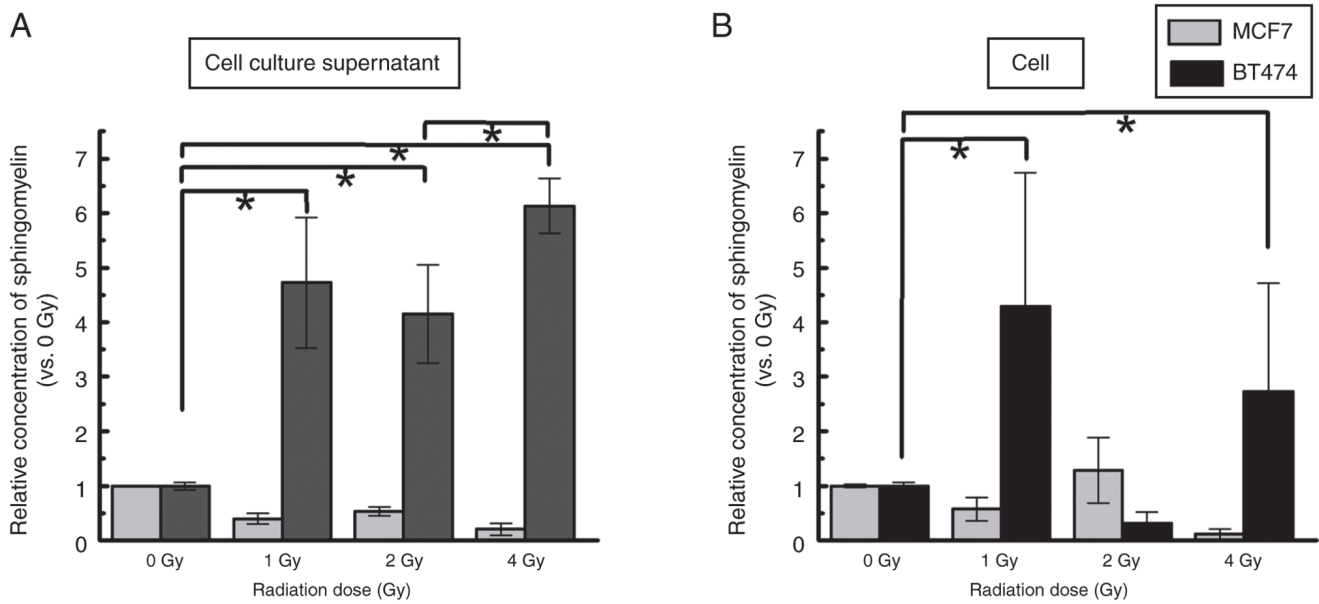 A
Cell culture supernatant
Relative concentration of sphingomyelin
(vs. 0 Gy)
7
6
5
4
3
2
1
0
*
*
*
*
0 Gy
1 Gy
2 Gy
4 Gy
Radiation dose (Gy)
B
Cell
MCF7
BT474
Relative concentration of sphingomyelin
(vs. 0 Gy)
7
6
5
4
3
2
1
0
*
*
0 Gy
1 Gy
2 Gy
4 Gy
Radiation dose (Gy)